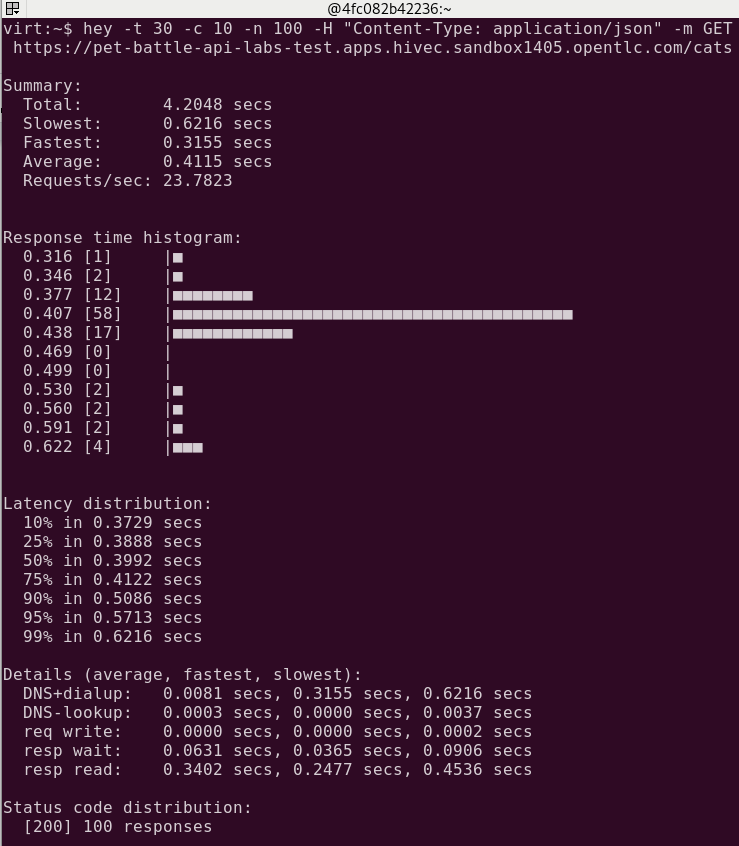 @4fc082b42236:~
virt:~$ hey -t 30 -c 10 -n 100 -H "Content-Type: application/json" -m GET
https://pet-battle-api-labs-test.apps.hivec.sandbox1405.opentlc.com/cats
Summary:
Total: 4.2048 secs
Slowest: 0.6216 secs
Fastest: 0.3155 secs
Average: 0.4115 secs
Requests/sec: 23.7823
Response time histogram:
0.316 [1] |■
0.346 [2] |■
0.377 [12] |■■■■■■■■
0.407 [58] |■■■■■■■■■■■■■■■■■■■■■■■■■■■■■■■■■■■■■■■■
0.438 [17] |■■■■■■■■■■■■
0.469 [0] |
0.499 [0] |
0.530 [2] |■
0.560 [2] |■
0.591 [2] |■
0.622 [4] |■■■
Latency distribution:
10% in 0.3729 secs
25% in 0.3888 secs
50% in 0.3992 secs
75% in 0.4122 secs
90% in 0.5086 secs
95% in 0.5713 secs
99% in 0.6216 secs
Details (average, fastest, slowest):
DNS+dialup: 0.0081 secs, 0.3155 secs, 0.6216 secs
DNS-lookup: 0.0003 secs, 0.0000 secs, 0.0037 secs
req write: 0.0000 secs, 0.0000 secs, 0.0002 secs
resp wait: 0.0631 secs, 0.0365 secs, 0.0906 secs
resp read: 0.3402 secs, 0.2477 secs, 0.4536 secs
Status code distribution:
[200] 100 responses